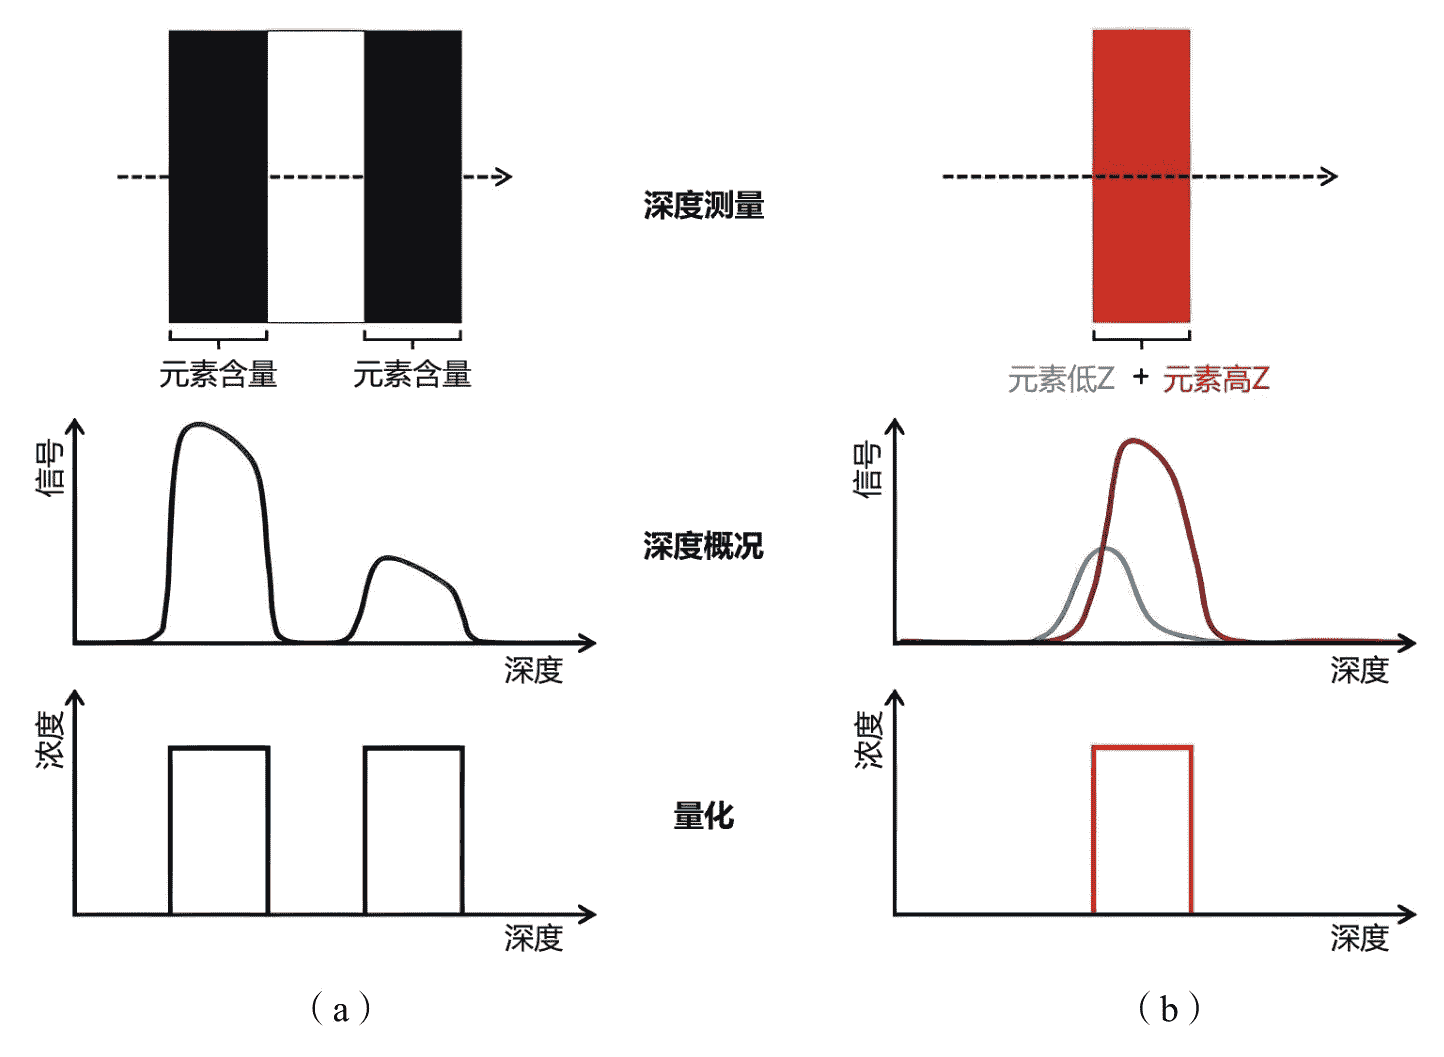 深度测量
元素含量 元素含量
元素低Z + 元素高Z
信号
深度
深度概况
信号
深度
浓度
深度
量化
浓度
深度
(a)
(b)